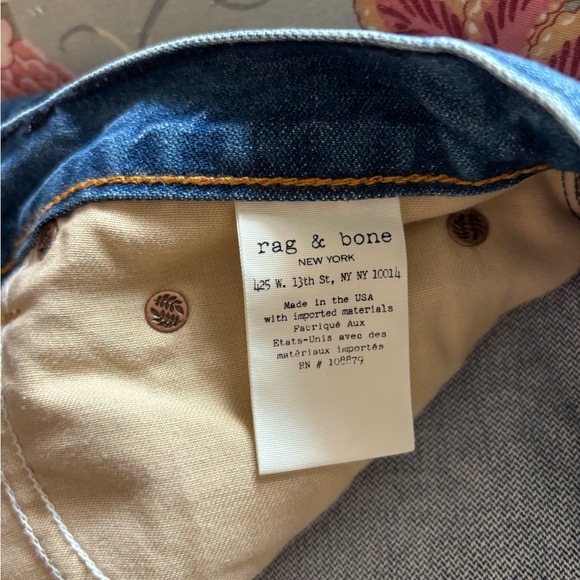 rag & bone
NEW YORK
425 W. 13th St, NY NY 10014
Made in the USA
with imported materials
Fabriqué Aux
Etats-Unis avec des
matériaux importés
RN # 108879